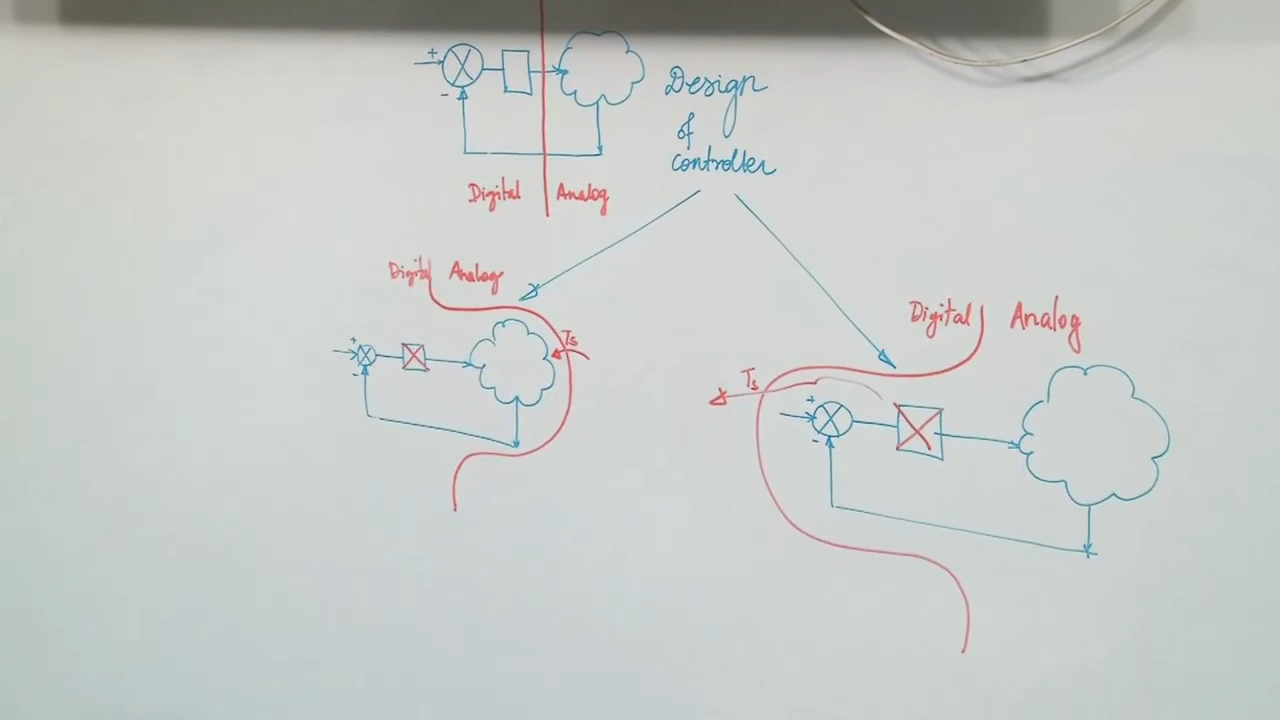 +
-
Design
of
controller
Digital Analog
Digital Analog
+
-
Ts
Digital Analog
Ts
+
-